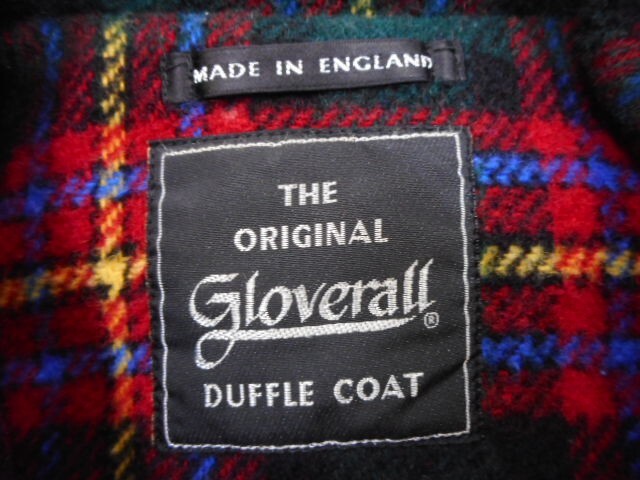 MADE IN ENGLAND
THE
ORIGINAL
Gloverall®
DUFFLE COAT